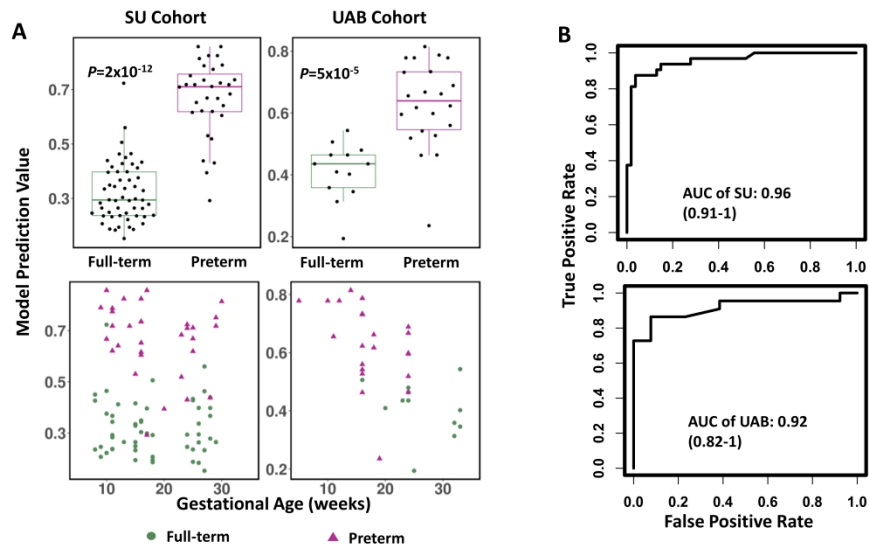 SU Cohort
UAB Cohort
A
B
Model Prediction Value
P=2x10⁻¹²
P=5x10⁻⁵
0.7
0.5
0.3
0.8
0.6
0.4
0.2
Full-term
Preterm
Full-term
Preterm
0.7
0.5
0.3
0.8
0.6
0.4
0.2
10
20
30
10
20
30
Gestational Age (weeks)
Full-term
Preterm
True Positive Rate
1.0
0.8
0.6
0.4
0.2
0.0
AUC of SU: 0.96
(0.91-1)
0.0
0.2
0.4
0.6
0.8
1.0
1.0
0.8
0.6
0.4
0.2
0.0
AUC of UAB: 0.92
(0.82-1)
0.0
0.2
0.4
0.6
0.8
1.0
False Positive Rate